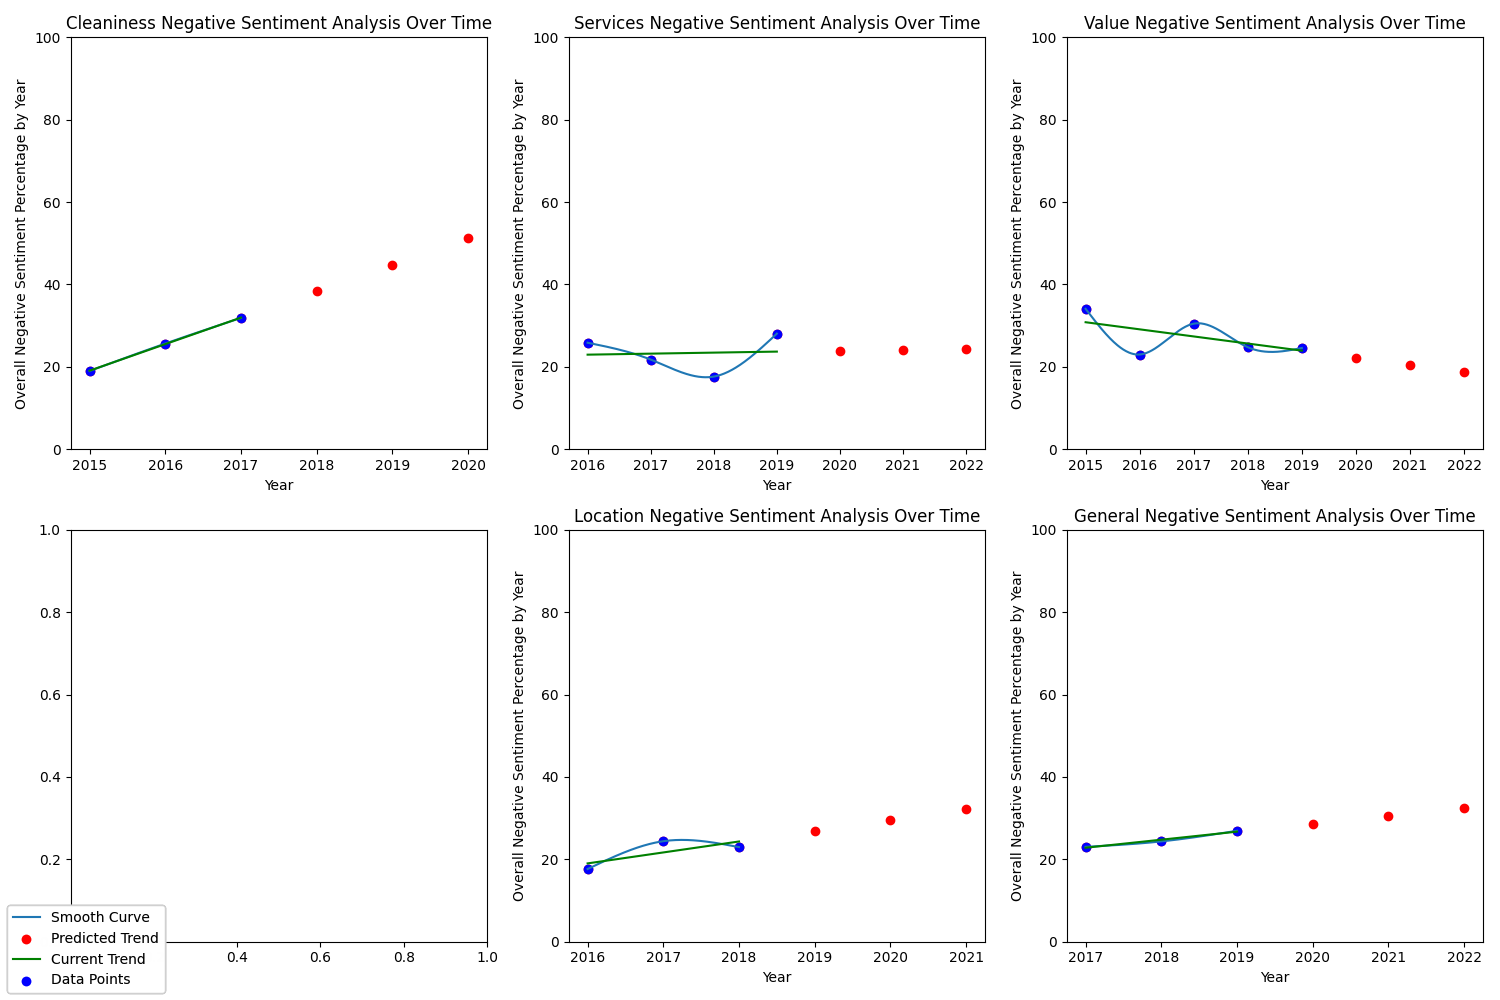 Cleaniness Negative Sentiment Analysis Over Time
Overall Negative Sentiment Percentage by Year
100
80
60
40
20
0
2015 2016 2017 2018 2019 2020
Year
Services Negative Sentiment Analysis Over Time
Overall Negative Sentiment Percentage by Year
100
80
60
40
20
0
2016 2017 2018 2019 2020 2021 2022
Year
Value Negative Sentiment Analysis Over Time
Overall Negative Sentiment Percentage by Year
100
80
60
40
20
0
2015 2016 2017 2018 2019 2020 2021 2022
Year
1.0
0.8
0.6
0.4
0.2
0.4 0.6 0.8 1.0
Smooth Curve
Predicted Trend
Current Trend
Data Points
Location Negative Sentiment Analysis Over Time
Overall Negative Sentiment Percentage by Year
100
80
60
40
20
0
2016 2017 2018 2019 2020 2021
Year
General Negative Sentiment Analysis Over Time
Overall Negative Sentiment Percentage by Year
100
80
60
40
20
0
2017 2018 2019 2020 2021 2022
Year